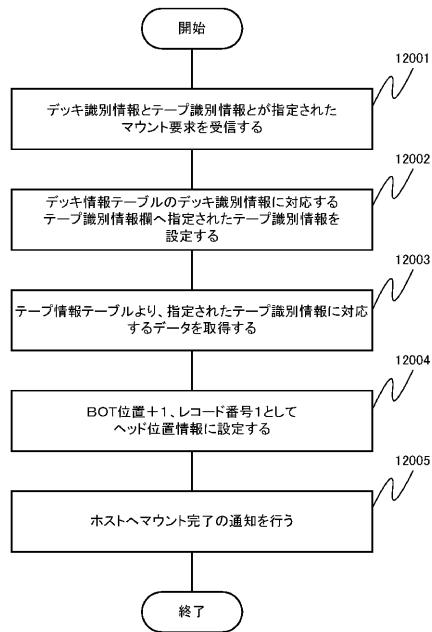 開始
12001
デッキ識別情報とテープ識別情報とが指定された
マウント要求を受信する
12002
デッキ情報テーブルのデッキ識別情報に対応する
テープ識別情報欄へ指定されたテープ識別情報を
設定する
12003
テープ情報テーブルより、指定されたテープ識別情報に対応
するデータを取得する
12004
BOT位置+1、レコード番号1として
ヘッド位置情報に設定する
12005
ホストへマウント完了の通知を行う
終了